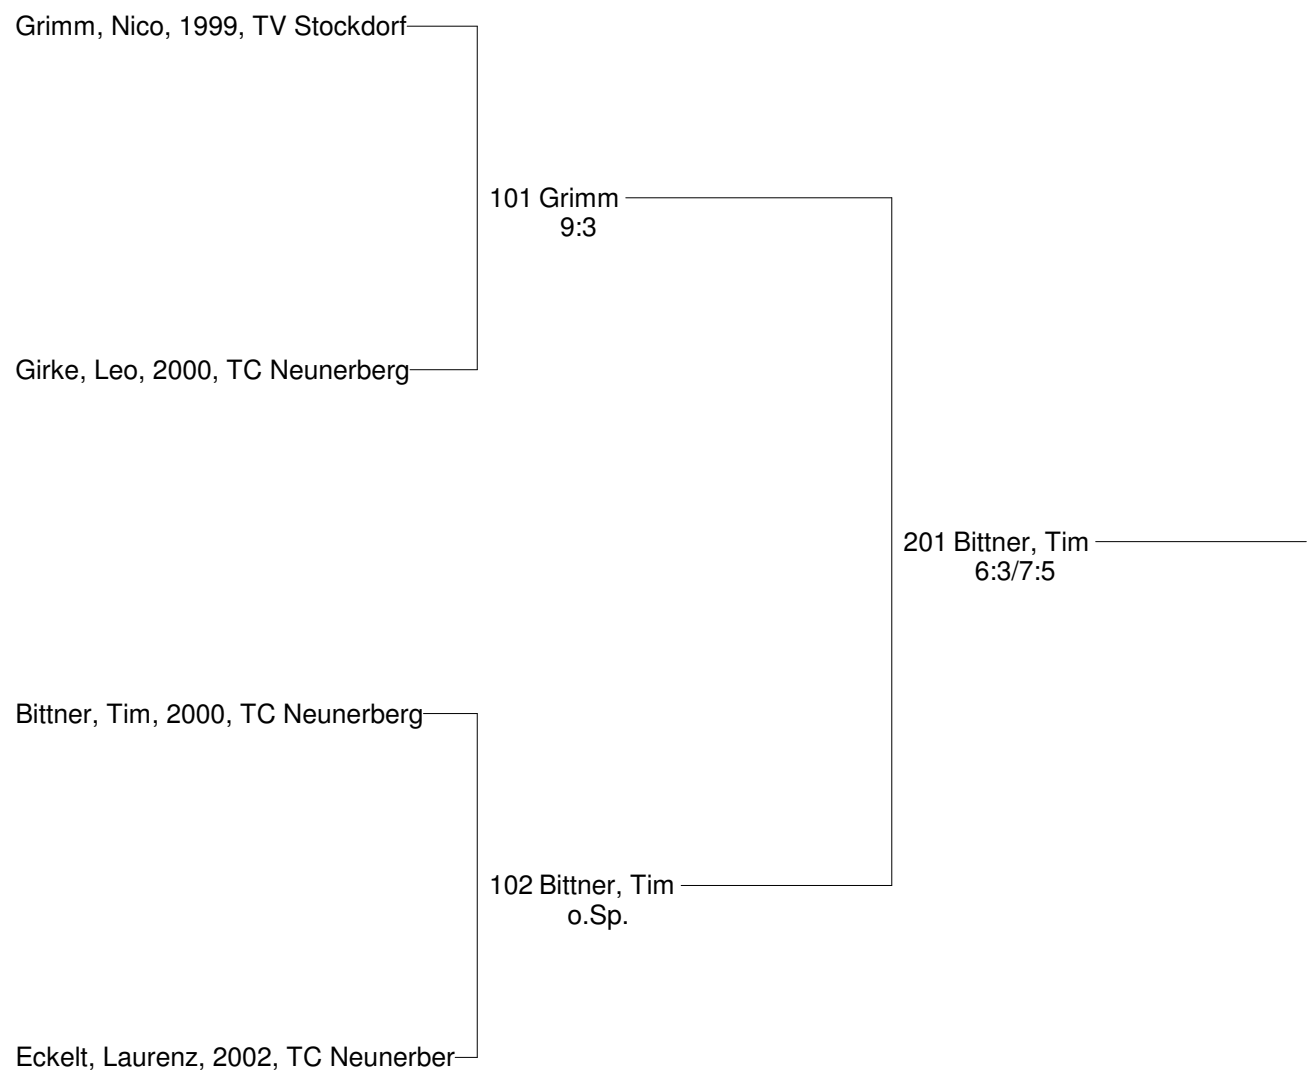 Grimm, Nico, 1999, TV Stockdorf
101 Grimm
9:3
Girke, Leo, 2000, TC Neunerberg
201 Bittner, Tim
6:3/7:5
Bittner, Tim, 2000, TC Neunerberg
102 Bittner, Tim
o.Sp.
Eckelt, Laurenz, 2002, TC Neunerber